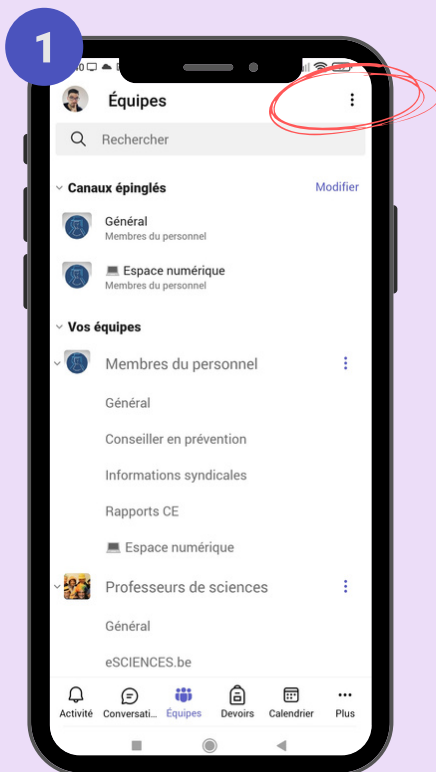 1
Équipes
Rechercher
Canaux épinglés Modifier
Général
Membres du personnel
💻 Espace numérique
Membres du personnel
Vos équipes
Membres du personnel
Général
Conseiller en prévention
Informations syndicales
Rapports CE
💻 Espace numérique
Professeurs de sciences
Général
eSCIENCES.be
Activité Conversati... Équipes Devoirs Calendrier Plus